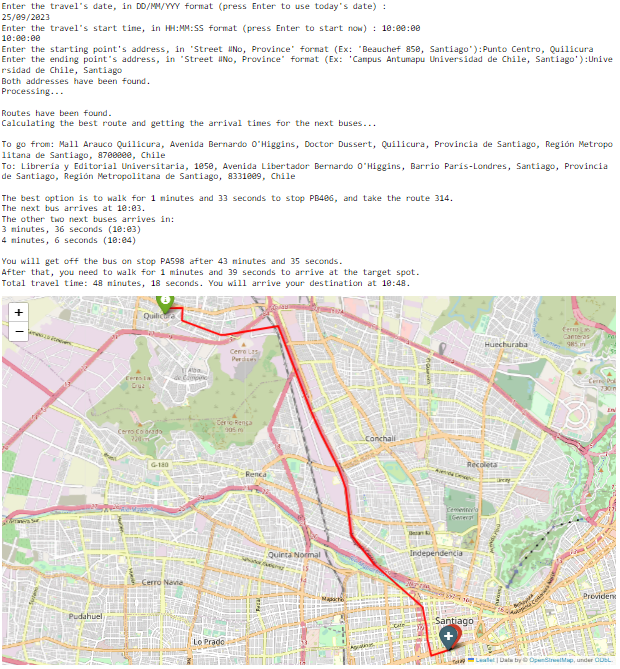 Enter the travel's date, in DD/MM/YYY format (press Enter to use today's date) :
25/09/2023
Enter the travel's start time, in HH:MM:SS format (press Enter to start now) : 10:00:00
10:00:00
Enter the starting point's address, in 'Street #No, Province' format (Ex: 'Beauchef 850, Santiago'):Punto Centro, Quilicura
Enter the ending point's address, in 'Street #No, Province' format (Ex: 'Campus Antumapu Universidad de Chile, Santiago'):Unive
rsidad de Chile, Santiago
Both addresses have been found.
Processing...
Routes have been found.
Calculating the best route and getting the arrival times for the next buses...
To go from: Mall Arauco Quilicura, Avenida Bernardo O'Higgins, Doctor Dussert, Quilicura, Provincia de Santiago, Región Metropo
litana de Santiago, 8700000, Chile
To: Librería y Editorial Universitaria, 1050, Avenida Libertador Bernardo O'Higgins, Barrio París-Londres, Santiago, Provincia
de Santiago, Región Metropolitana de Santiago, 8331009, Chile
The best option is to walk for 1 minutes and 33 seconds to stop PB406, and take the route 314.
The next bus arrives at 10:03.
The other two next buses arrives in:
3 minutes, 36 seconds (10:03)
4 minutes, 6 seconds (10:04)
You will get off the bus on stop PA598 after 43 minutes and 35 seconds.
After that, you need to walk for 1 minutes and 39 seconds to arrive at the target spot.
Total travel time: 48 minutes, 18 seconds. You will arrive your destination at 10:48.
+
−
Quilicura
Huechuraba
Cerro Las
Perdices
Cerro Renca
905 m
Conchalí
G-180
Renca
Recoleta
Cementerio
General
Quinta Normal
Independencia
Cerro Navia
Mapocho
Providenc
Pudahuel
Santiago
Lo Prado
Leaflet | Data by © OpenStreetMap, under ODbL.